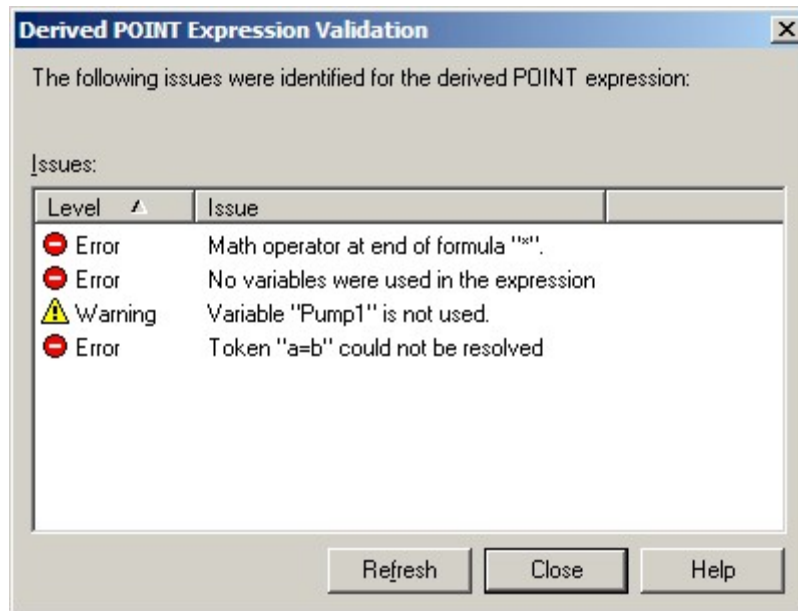 Derived POINT Expression Validation
The following issues were identified for the derived POINT expression:
Issues:
Level Issue
Error Math operator at end of formula "*".
Error No variables were used in the expression
Warning Variable "Pump1" is not used.
Error Token "a=b" could not be resolved
Refresh Close Help